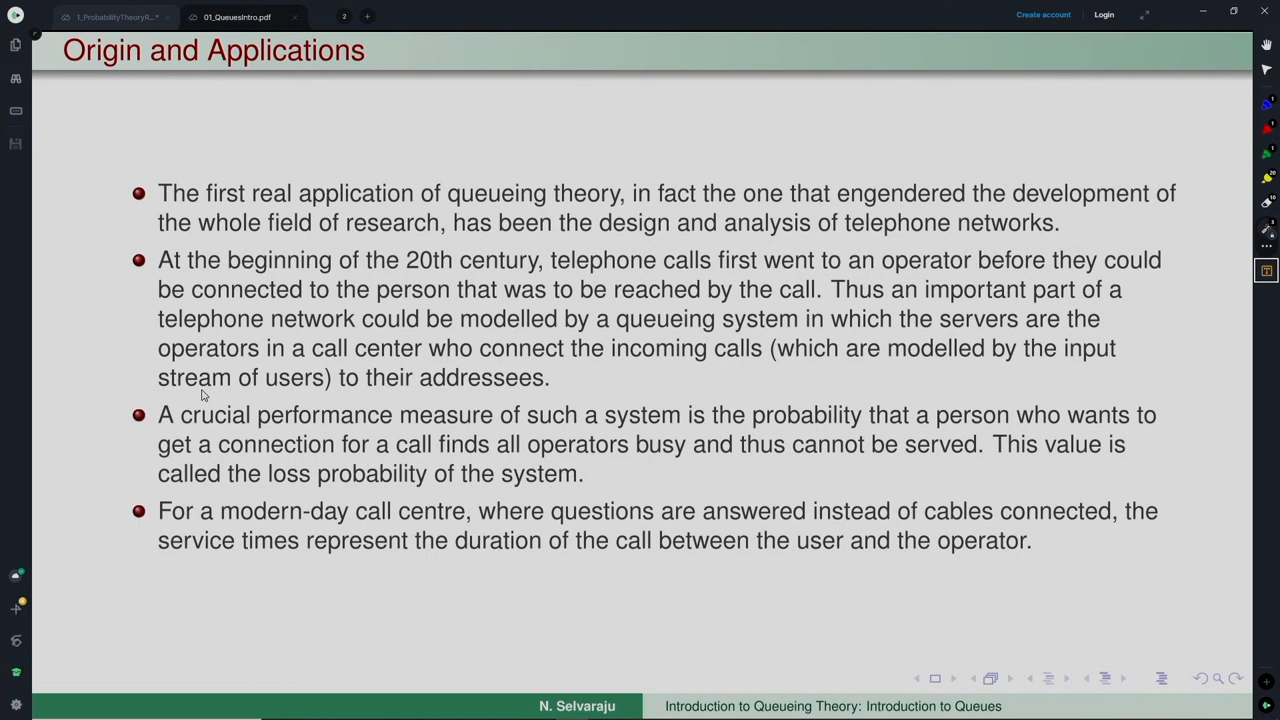 1_ProbabilityTheoryR...*
01_QueuesIntro.pdf
2
Create account
Login
Origin and Applications
The first real application of queueing theory, in fact the one that engendered the development of
the whole field of research, has been the design and analysis of telephone networks.
At the beginning of the 20th century, telephone calls first went to an operator before they could
be connected to the person that was to be reached by the call. Thus an important part of a
telephone network could be modelled by a queueing system in which the servers are the
operators in a call center who connect the incoming calls (which are modelled by the input
stream of users) to their addressees.
A crucial performance measure of such a system is the probability that a person who wants to
get a connection for a call finds all operators busy and thus cannot be served. This value is
called the loss probability of the system.
For a modern-day call centre, where questions are answered instead of cables connected, the
service times represent the duration of the call between the user and the operator.
N. Selvaraju
Introduction to Queueing Theory: Introduction to Queues